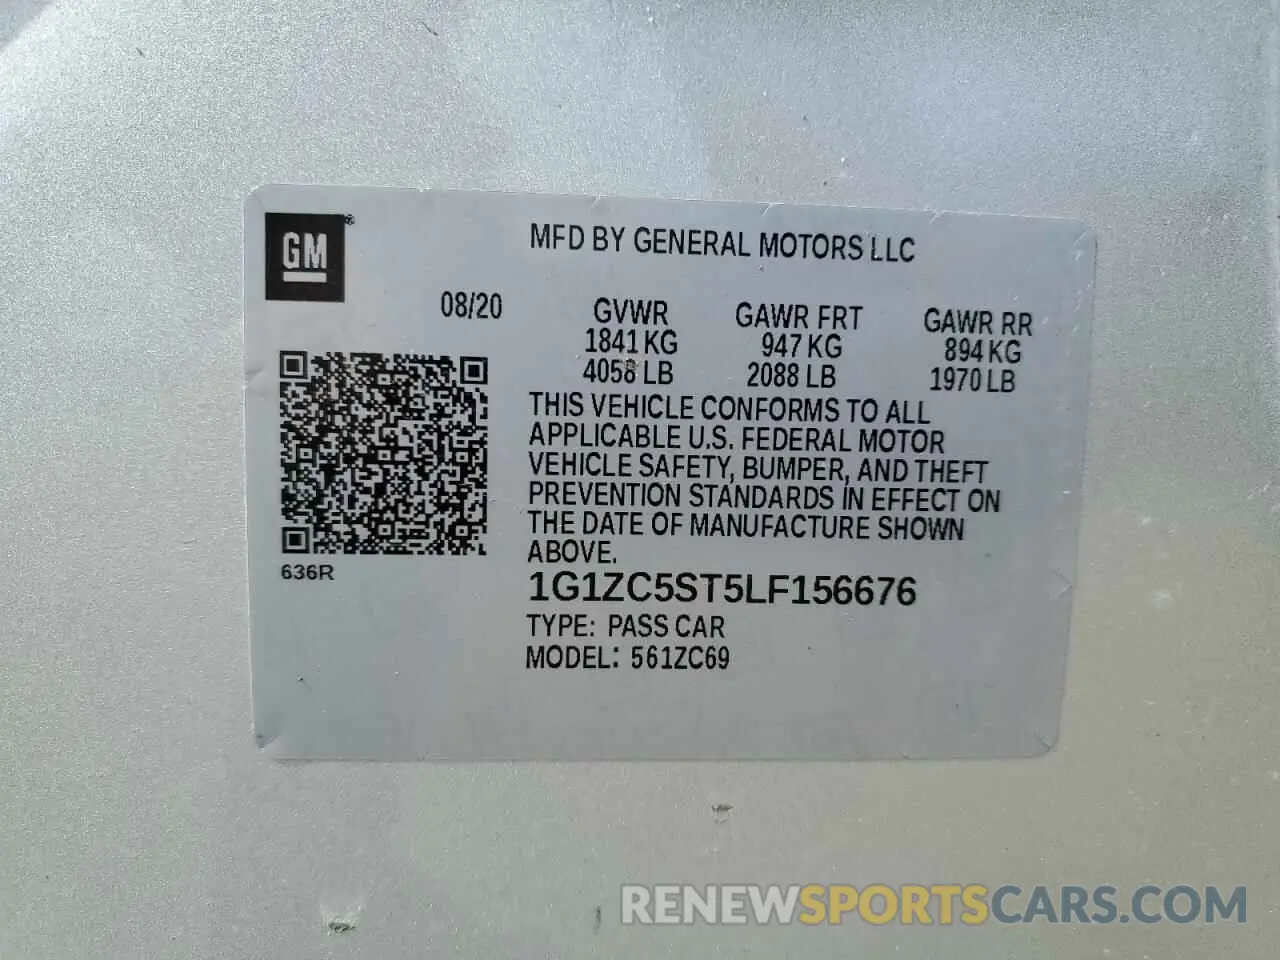 GM
®
MFD BY GENERAL MOTORS LLC
08/20
GVWR
1841 KG
4058 LB
GAWR FRT
947 KG
2088 LB
GAWR RR
894 KG
1970 LB
THIS VEHICLE CONFORMS TO ALL
APPLICABLE U.S. FEDERAL MOTOR
VEHICLE SAFETY, BUMPER, AND THEFT
PREVENTION STANDARDS IN EFFECT ON
THE DATE OF MANUFACTURE SHOWN
ABOVE.
636R
1G1ZC5ST5LF156676
TYPE: PASS CAR
MODEL: 561ZC69
RENEWSPORTSCARS.COM